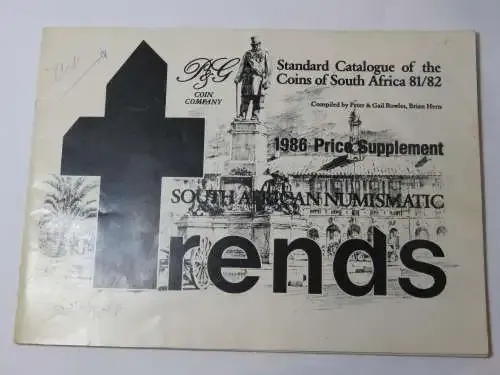 P&G
COIN
COMPANY
Standard Catalogue of the
Coins of South Africa 81/82
Compiled by Peter & Gail Rowles, Brian Hern
1986 Price Supplement
SOUTH AFRICAN NUMISMATIC
trends